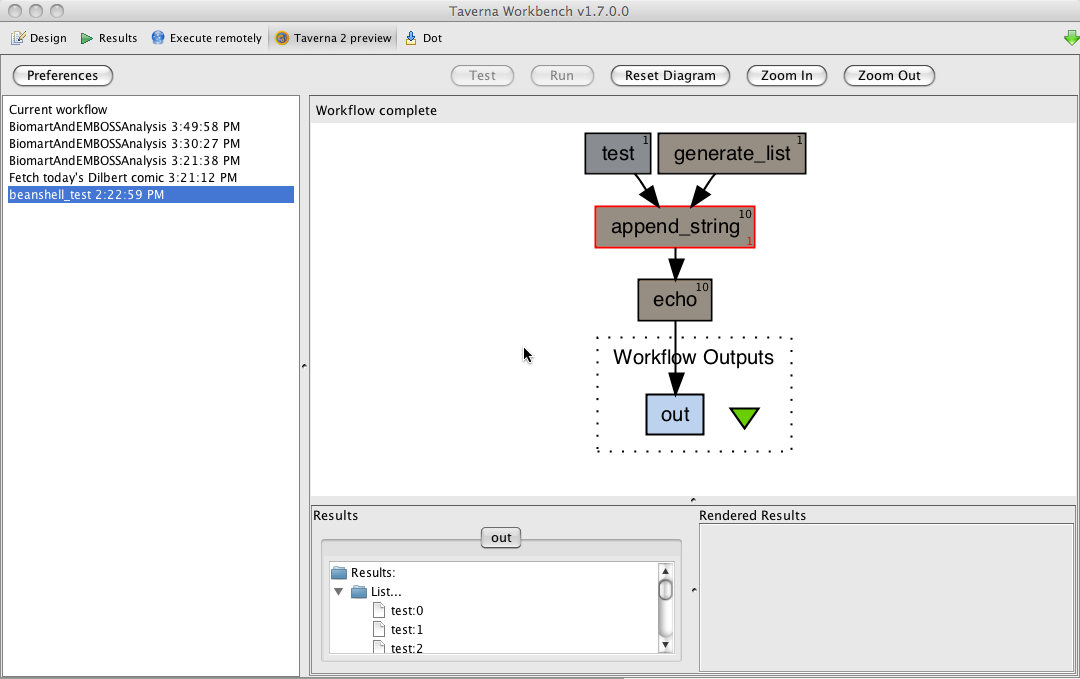 Taverna Workbench v1.7.0.0
Design Results Execute remotely Taverna 2 preview Dot
Preferences Test Run Reset Diagram Zoom In Zoom Out
Current workflow
BiomartAndEMBOSSAnalysis 3:49:58 PM
BiomartAndEMBOSSAnalysis 3:30:27 PM
BiomartAndEMBOSSAnalysis 3:21:38 PM
Fetch today's Dilbert comic 3:21:12 PM
beanshell_test 2:22:59 PM
Workflow complete
test 1 generate_list 1
append_string 10
1
echo 10
Workflow Outputs
out
Results
out
Results:
List...
test:0
test:1
test:2
Rendered Results